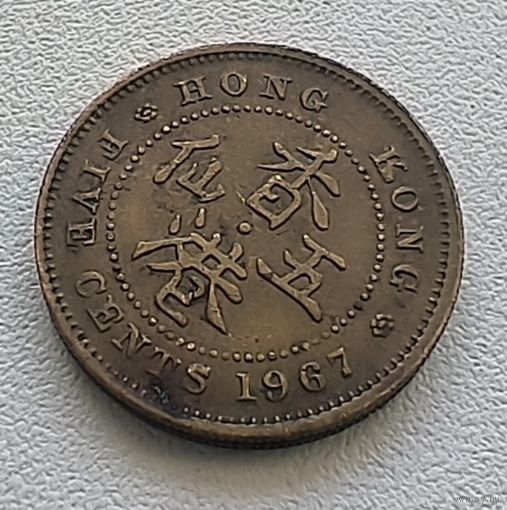 HONG KONG
FIVE CENTS 1967
香港
五仙